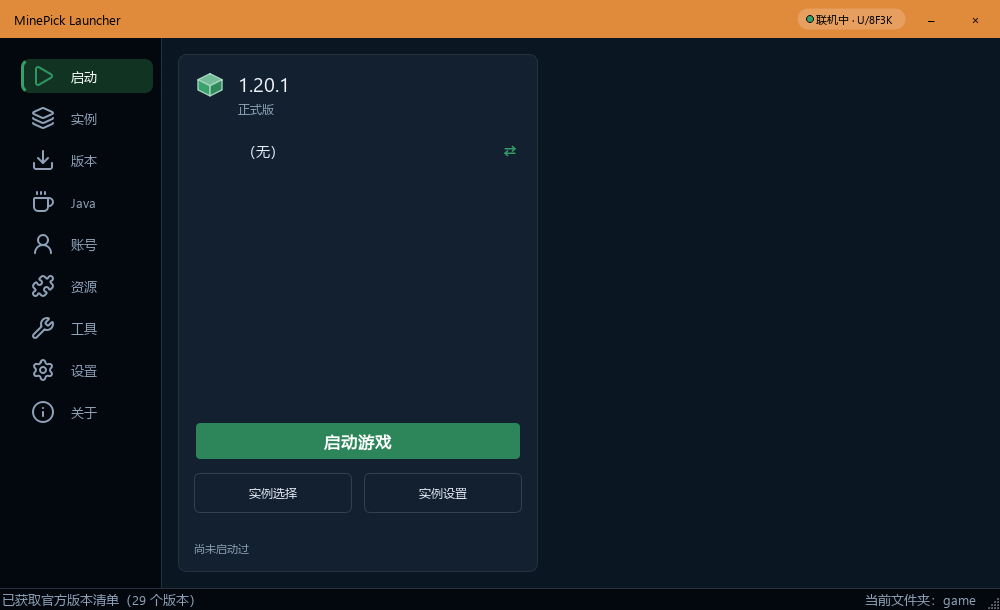 MinePick Launcher
联机中 · U/8F3K
启动
实例
版本
Java
账号
资源
工具
设置
关于
1.20.1
正式版
（无）
启动游戏
实例选择
实例设置
尚未启动过
已获取官方版本清单（29 个版本）
当前文件夹：game